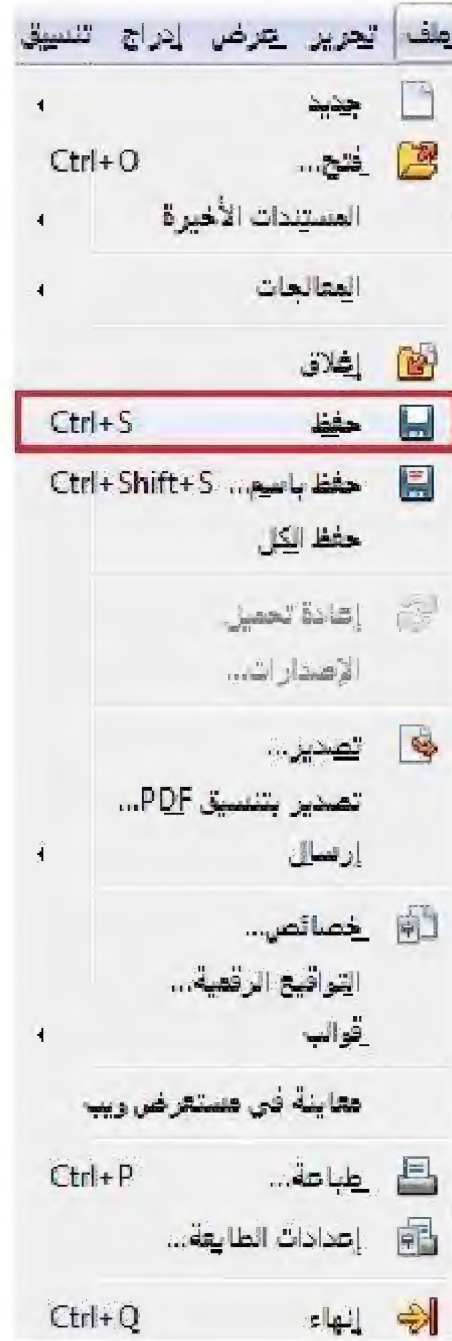 ملف تحرير عرض إدراج تنسيق
جديد
فتح... Ctrl+O
المستندات الأخيرة
المعالجات
إغلاق
حفظ Ctrl+S
حفظ باسم... Ctrl+Shift+S
حفظ الكل
إعادة تحميل
الإصدارات...
تصدير...
تصدير بتنسيق PDF...
إرسال
خصائص...
التواقيع الرقمية...
قوالب
معاينة في مستعرض ويب
طباعة... Ctrl+P
إعدادات الطابعة...
إنهاء Ctrl+Q